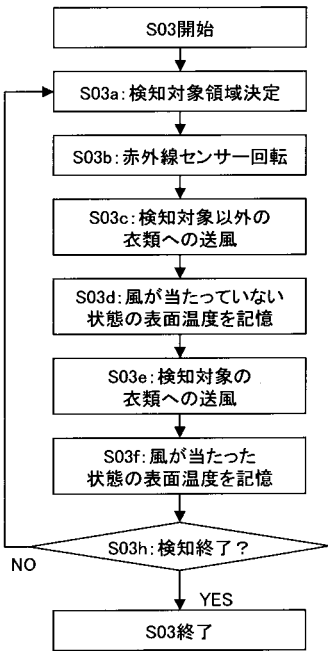 S03開始
S03a:検知対象領域決定
S03b:赤外線センサー回転
S03c:検知対象以外の
衣類への送風
S03d:風が当たっていない
状態の表面温度を記憶
S03e:検知対象の
衣類への送風
S03f:風が当たった
状態の表面温度を記憶
S03h:検知終了?
NO
YES
S03終了